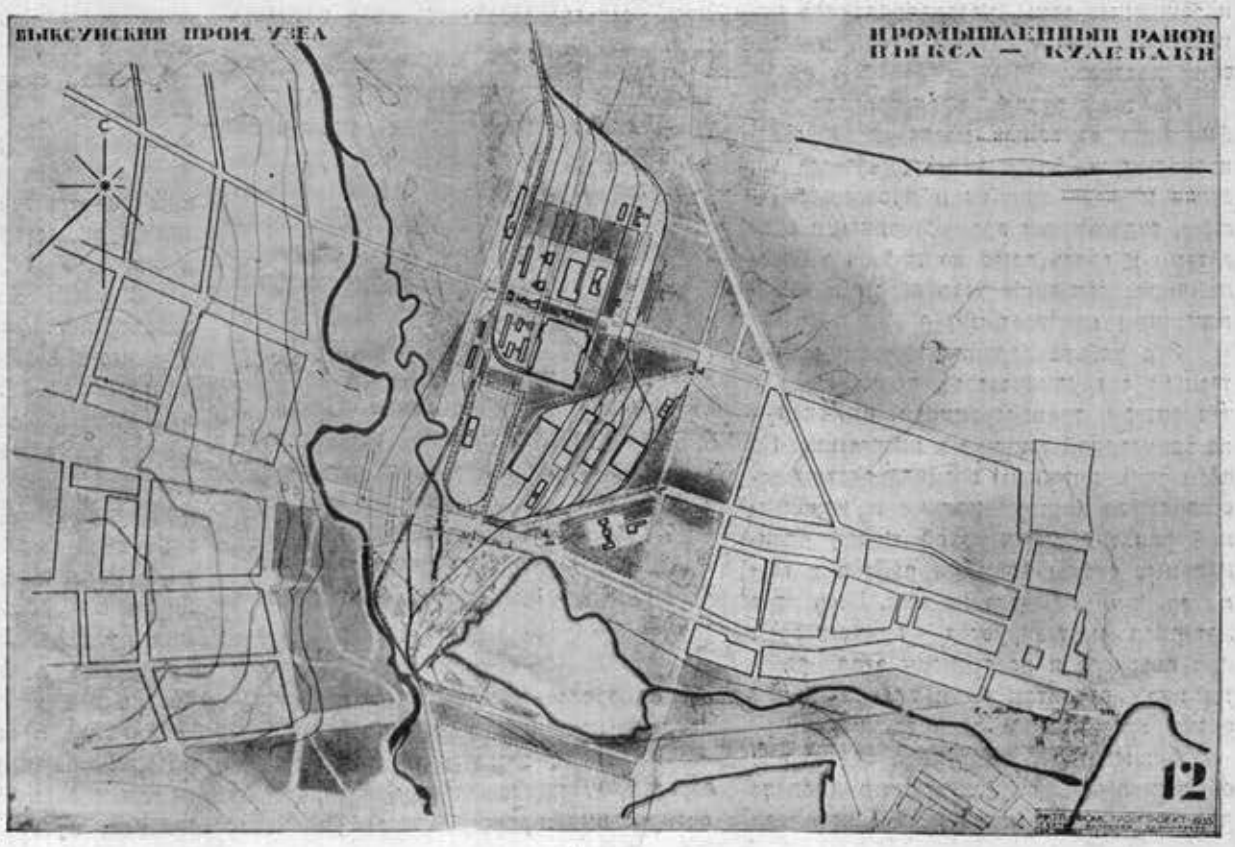 ВЫКСУНСКИЙ ПРОМ. УЗЕЛ
ПРОМЫШЛЕННЫЙ РАЙОН
ВЫКСА — КУЛЕБАКИ
С
12